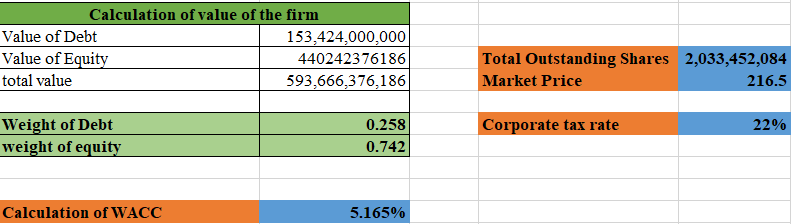 Calculation of value of the firm
Value of Debt 153,424,000,000
Value of Equity 440242376186 Total Outstanding Shares 2,033,452,084
total value 593,666,376,186 Market Price 216.5
Weight of Debt 0.258 Corporate tax rate 22%
weight of equity 0.742
Calculation of WACC 5.165%